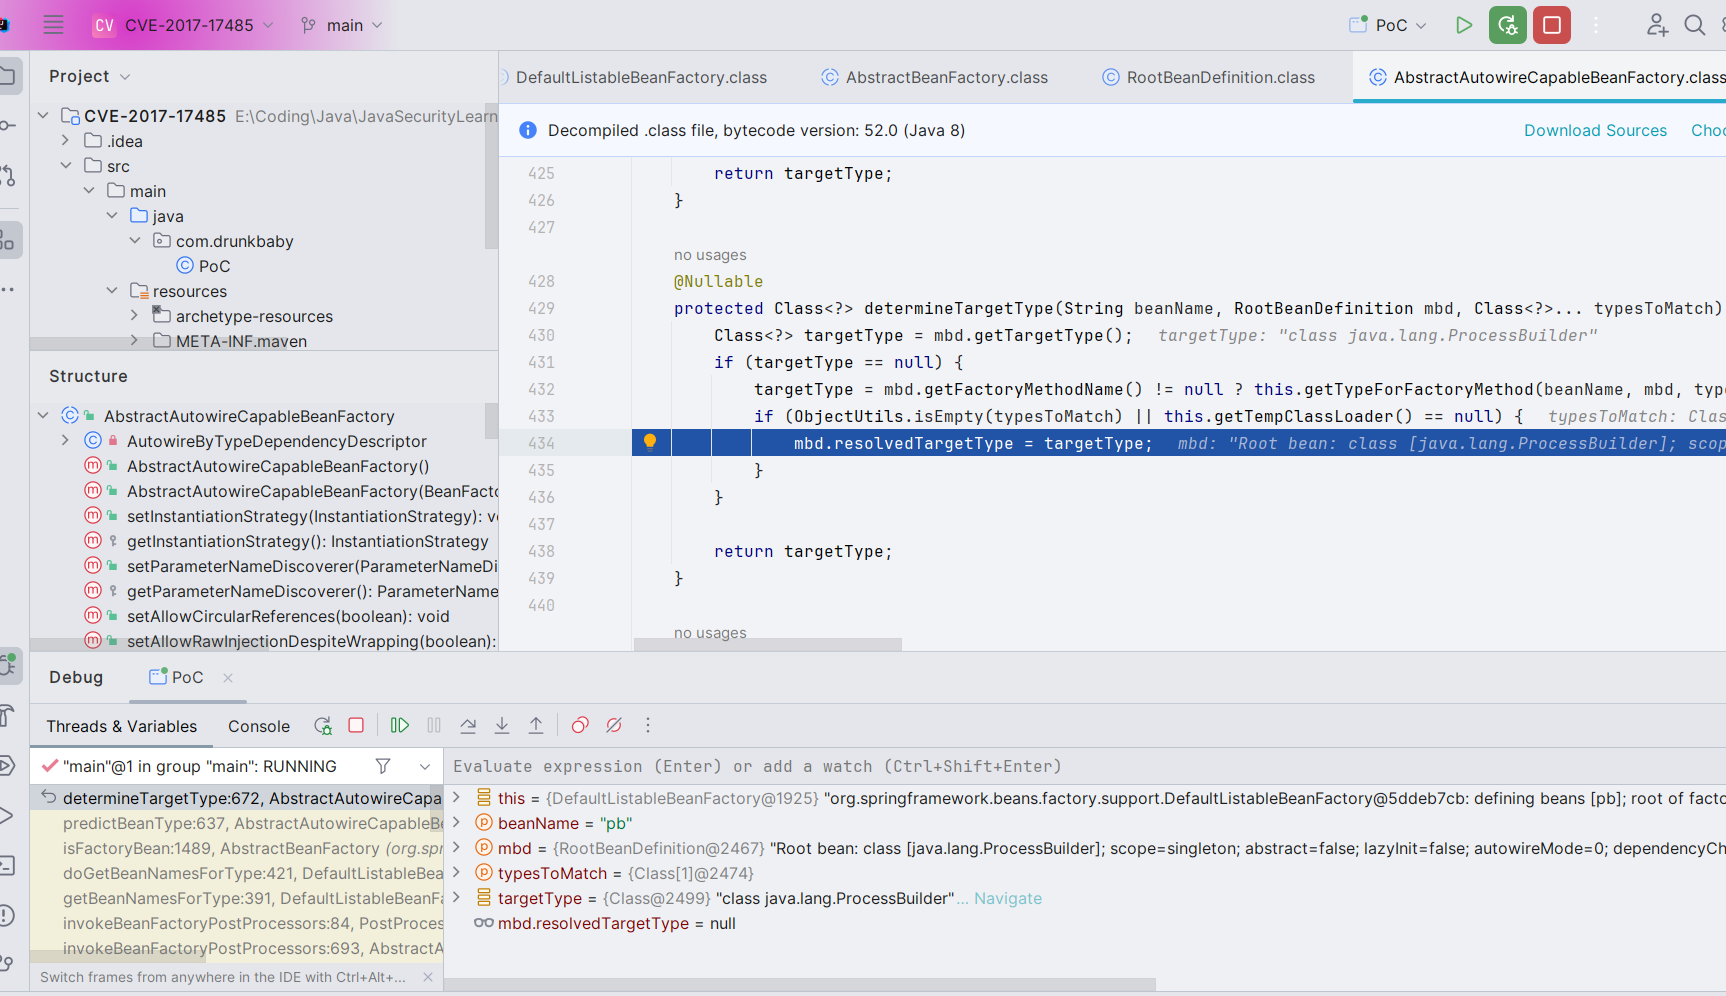 CV CVE-2017-17485 main PoC
Project
CVE-2017-17485 E:\Coding\Java\JavaSecurityLearn
.idea
src
main
java
com.drunkbaby
PoC
resources
archetype-resources
META-INF.maven
Structure
AbstractAutowireCapableBeanFactory
AutowireByTypeDependencyDescriptor
AbstractAutowireCapableBeanFactory()
AbstractAutowireCapableBeanFactory(BeanFacto
setInstantiationStrategy(InstantiationStrategy): v
getInstantiationStrategy(): InstantiationStrategy
setParameterNameDiscoverer(ParameterNameDi
getParameterNameDiscoverer(): ParameterName
setAllowCircularReferences(boolean): void
setAllowRawInjectionDespiteWrapping(boolean):
DefaultListableBeanFactory.class AbstractBeanFactory.class RootBeanDefinition.class AbstractAutowireCapableBeanFactory.class
Decompiled .class file, bytecode version: 52.0 (Java 8) Download Sources Choo
425 return targetType;
426 }
427
no usages
428 @Nullable
429 protected Class<?> determineTargetType(String beanName, RootBeanDefinition mbd, Class<?>... typesToMatch)
430 Class<?> targetType = mbd.getTargetType(); targetType: "class java.lang.ProcessBuilder"
431 if (targetType == null) {
432 targetType = mbd.getFactoryMethodName() != null ? this.getTypeForFactoryMethod(beanName, mbd, type
433 if (ObjectUtils.isEmpty(typesToMatch) || this.getTempClassLoader() == null) { typesToMatch: Clas
434 mbd.resolvedTargetType = targetType; mbd: "Root bean: class [java.lang.ProcessBuilder]; scop
435 }
436 }
437
438 return targetType;
439 }
440
no usages
Debug PoC
Threads & Variables Console
"main"@1 in group "main": RUNNING
determineTargetType:672, AbstractAutowireCapa
predictBeanType:637, AbstractAutowireCapableBe
isFactoryBean:1489, AbstractBeanFactory (org.spr
doGetBeanNamesForType:421, DefaultListableBea
getBeanNamesForType:391, DefaultListableBeanFa
invokeBeanFactoryPostProcessors:84, PostProces
invokeBeanFactoryPostProcessors:693, AbstractA
Switch frames from anywhere in the IDE with Ctrl+Alt+...
Evaluate expression (Enter) or add a watch (Ctrl+Shift+Enter)
this = {DefaultListableBeanFactory@1925} "org.springframework.beans.factory.support.DefaultListableBeanFactory@5ddeb7cb: defining beans [pb]; root of facto
beanName = "pb"
mbd = {RootBeanDefinition@2467} "Root bean: class [java.lang.ProcessBuilder]; scope=singleton; abstract=false; lazyInit=false; autowireMode=0; dependencyCh
typesToMatch = {Class[1]@2474}
targetType = {Class@2499} "class java.lang.ProcessBuilder"... Navigate
mbd.resolvedTargetType = null